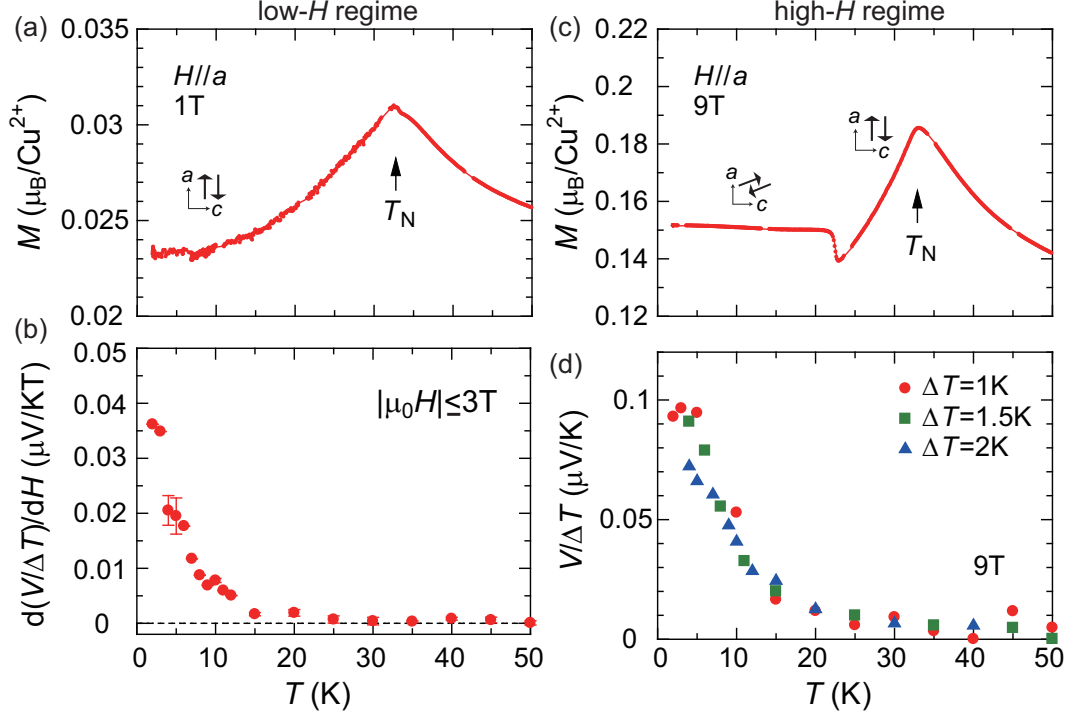 low-H regime
(a)
0.035
0.03
0.025
0.02
M (μB/Cu2+)
H//a
1T
a
c
TN
high-H regime
(c)
0.22
0.2
0.18
0.16
0.14
0.12
M (μB/Cu2+)
H//a
9T
a
c
a
c
TN
(b)
0.05
0.04
0.03
0.02
0.01
0
d(V/ΔT)/dH (μV/KT)
|μ0H|≤3T
0 10 20 30 40 50
T (K)
(d)
0.1
0.05
0
V/ΔT (μV/K)
ΔT=1K
ΔT=1.5K
ΔT=2K
9T
0 10 20 30 40 50
T (K)